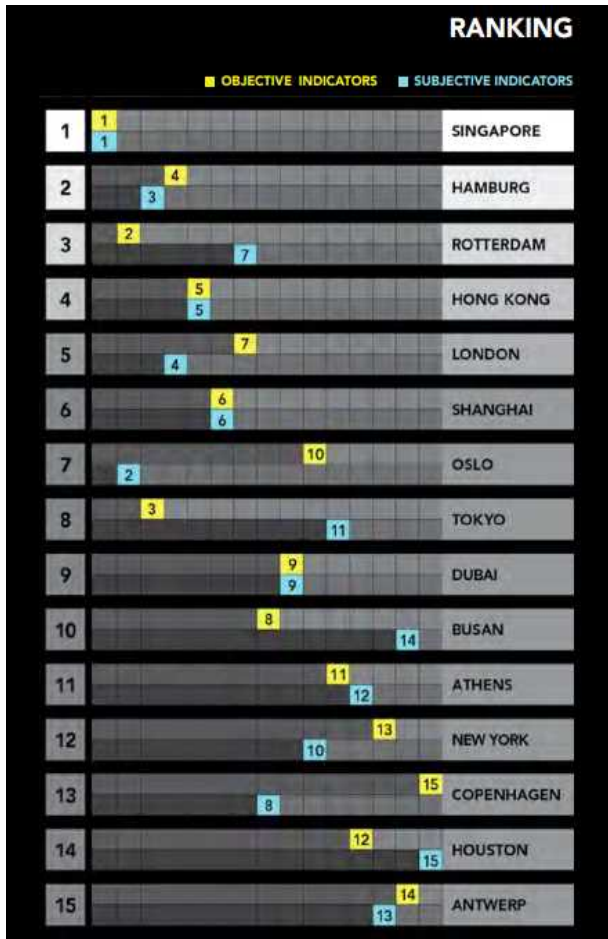 RANKING
OBJECTIVE INDICATORS SUBJECTIVE INDICATORS
1
1 1 SINGAPORE
4
2 3 HAMBURG
2
3 7 ROTTERDAM
5
4 5 HONG KONG
7
5 4 LONDON
6
6 6 SHANGHAI
10
7 2 OSLO
3
8 11 TOKYO
9
9 9 DUBAI
8
10 14 BUSAN
11
11 12 ATHENS
13
12 10 NEW YORK
15
13 8 COPENHAGEN
12
14 15 HOUSTON
14
15 13 ANTWERP